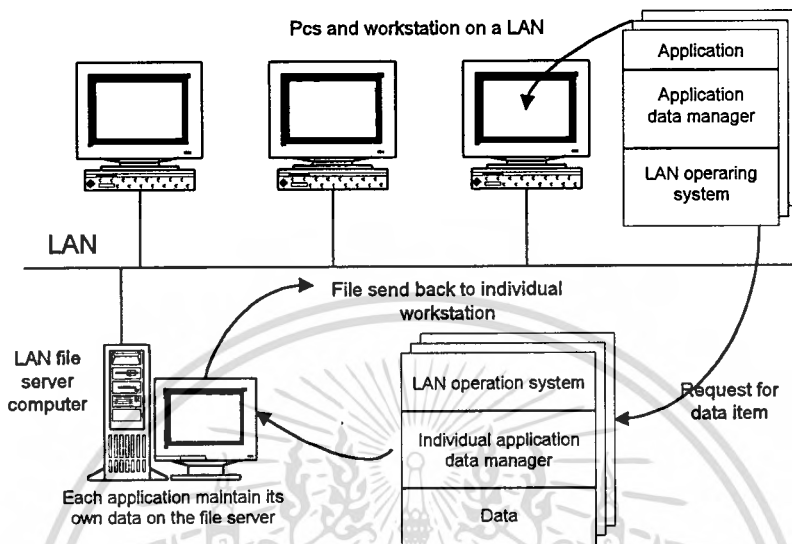 Pcs and workstation on a LAN
Application
Application
data manager
LAN operaring
system
LAN
File send back to individual
workstation
LAN file
server
computer
LAN operation system
Individual application
data manager
Data
Request for
data item
Each application maintain its
own data on the file server